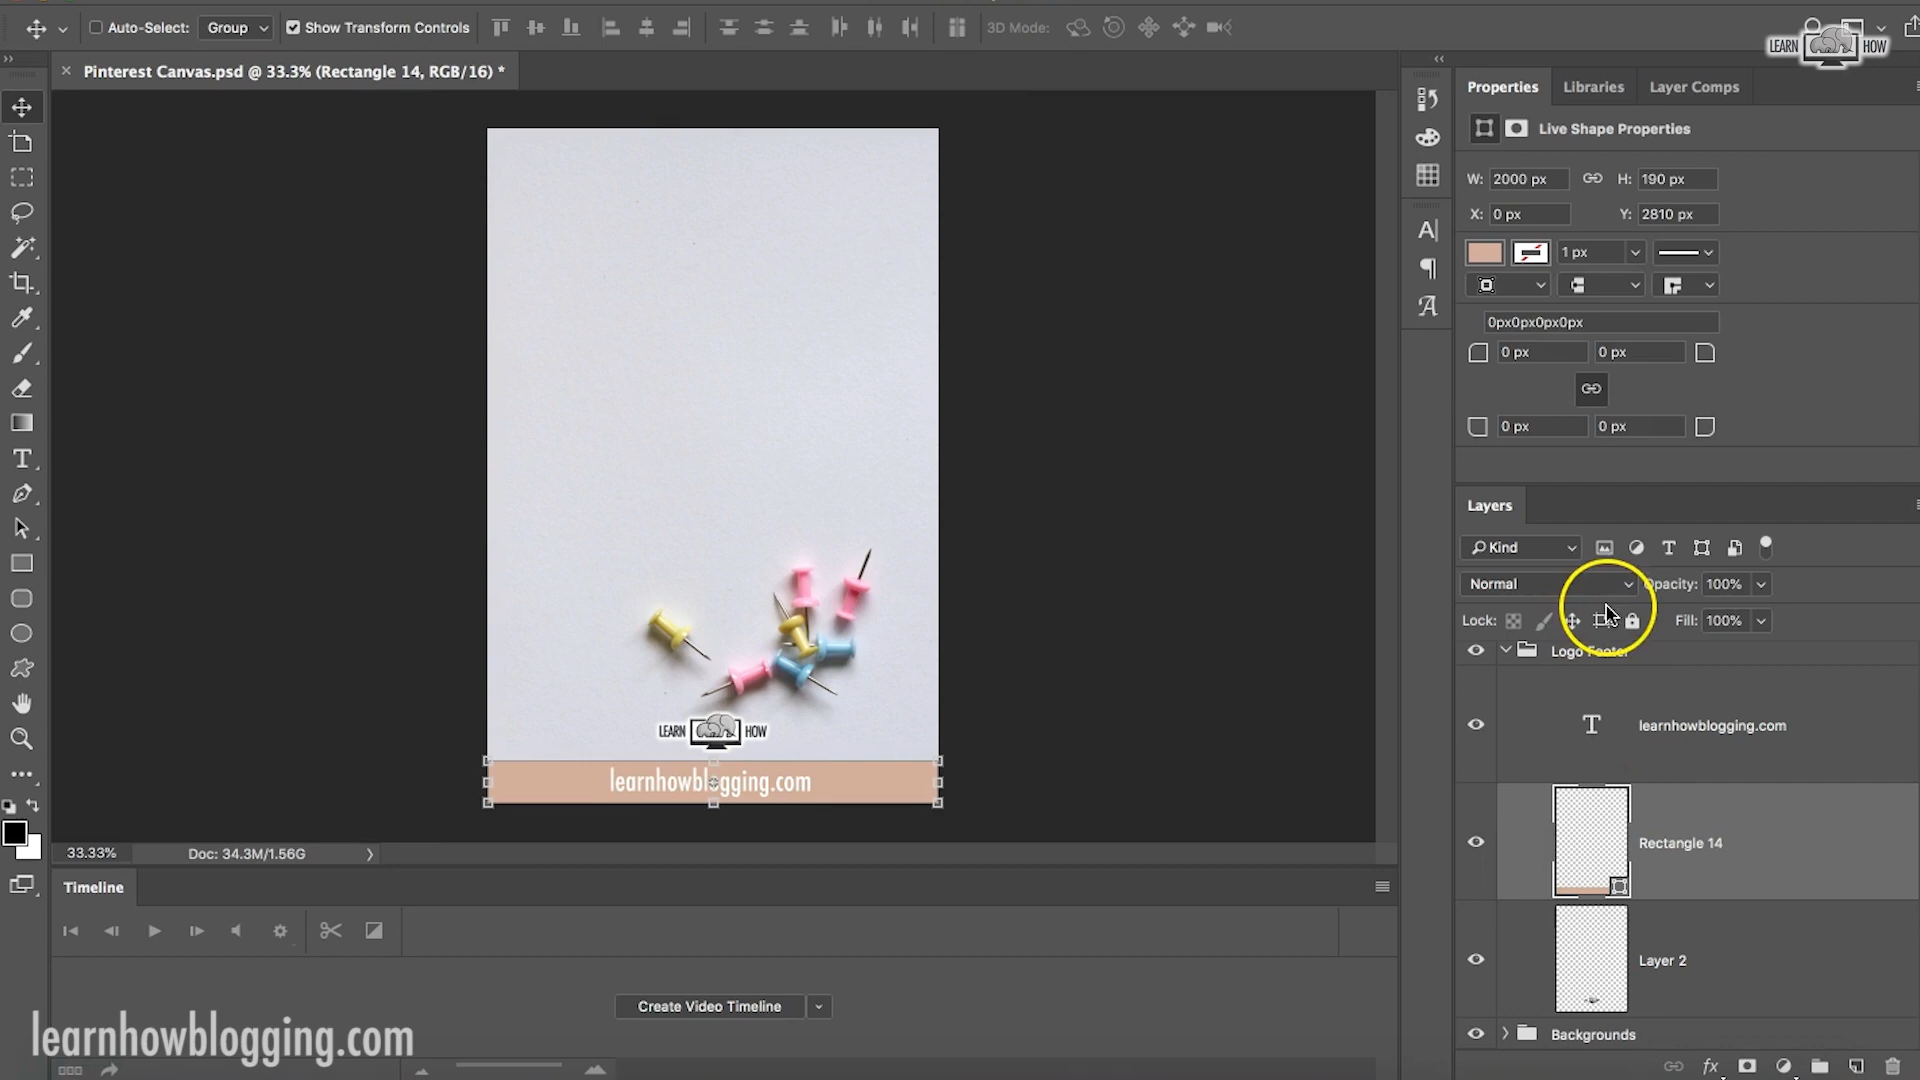 Auto-Select: Group Show Transform Controls 3D Mode:
LEARN HOW
Pinterest Canvas.psd @ 33.3% (Rectangle 14, RGB/16) *
Properties Libraries Layer Comps
Live Shape Properties
W: 2000 px H: 190 px
X: 0 px Y: 2810 px
1 px
0px0px0px0px
0 px 0 px
0 px 0 px
Layers
Kind
Normal Opacity: 100%
Lock: Fill: 100%
Logo Footer
learnhowblogging.com
Rectangle 14
Layer 2
Backgrounds
LEARN HOW
learnhowblogging.com
33.33% Doc: 34.3M/1.56G
Timeline
Create Video Timeline
learnhowblogging.com